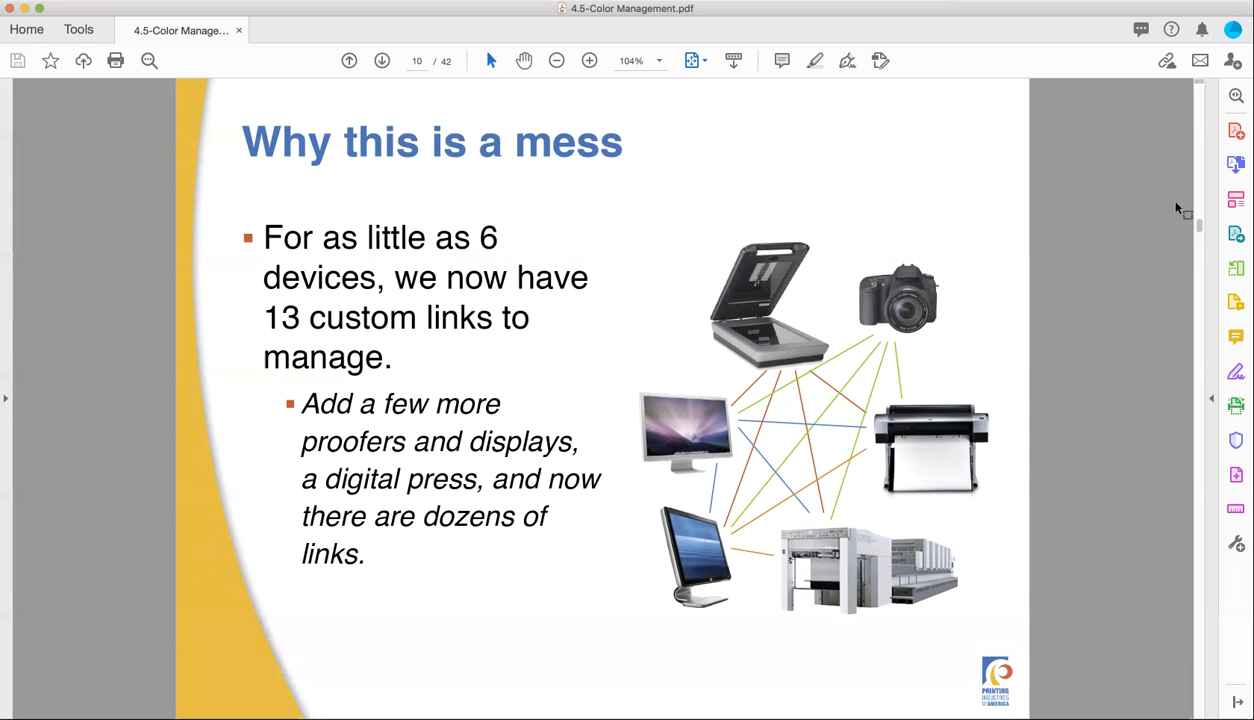 4.5-Color Management.pdf
Home
Tools
4.5-Color Manage...
10 / 42
104%
Why this is a mess
For as little as 6
devices, we now have
13 custom links to
manage.
Add a few more
proofers and displays,
a digital press, and now
there are dozens of
links.
PRINTING
INDUSTRIES
OF AMERICA